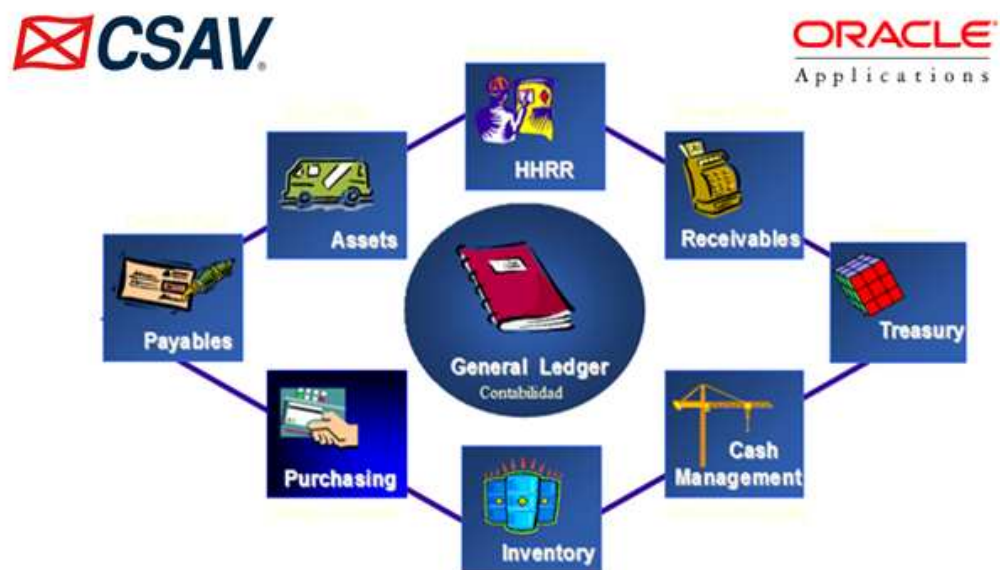 CSAV
ORACLE
Applications
HHRR
Assets
Receivables
Payables
General Ledger
Contabilidad
Treasury
Purchasing
Cash
Management
Inventory